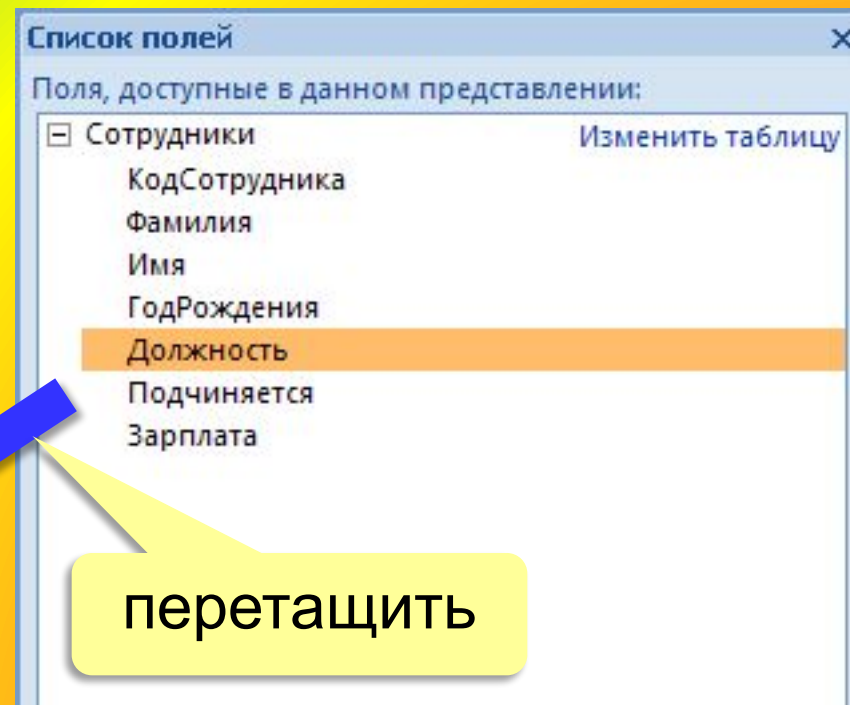 Список полей
Поля, доступные в данном представлении:
Сотрудники Изменить таблицу
КодСотрудника
Фамилия
Имя
ГодРождения
Должность
Подчиняется
Зарплата
перетащить